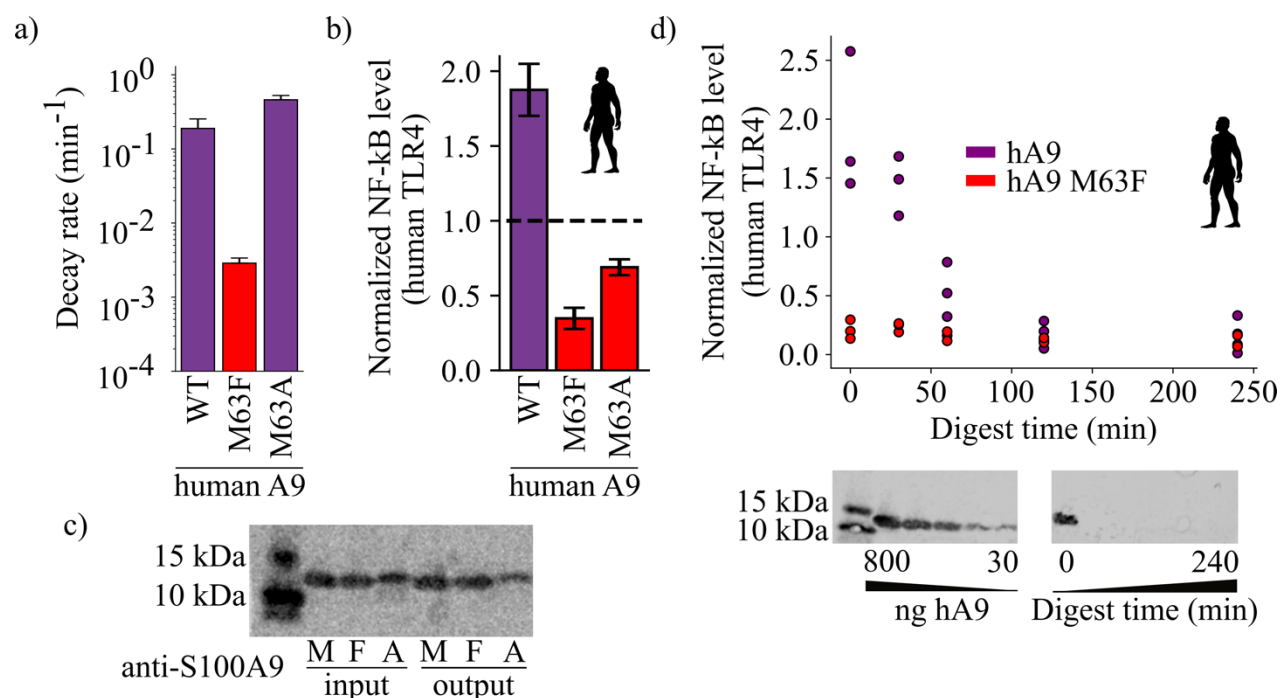 a)
Decay rate (min⁻¹)
10⁰
10⁻¹
10⁻²
10⁻³
10⁻⁴
WT
M63F
M63A
human A9
b)
Normalized NF-kB level
(human TLR4)
2.0
1.5
1.0
0.5
0.0
WT
M63F
M63A
human A9
c)
15 kDa
10 kDa
M F A M F A
anti-S100A9
input output
d)
Normalized NF-kB level
(human TLR4)
2.5
2.0
1.5
1.0
0.5
0.0
hA9
hA9 M63F
0 50 100 150 200 250
Digest time (min)
15 kDa
10 kDa
800 30
ng hA9
0 240
Digest time (min)